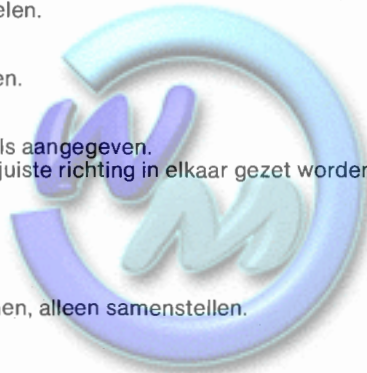 elen.
en.
ls aangegeven.
juiste richting in elkaar gezet worden
en, alleen samenstellen.